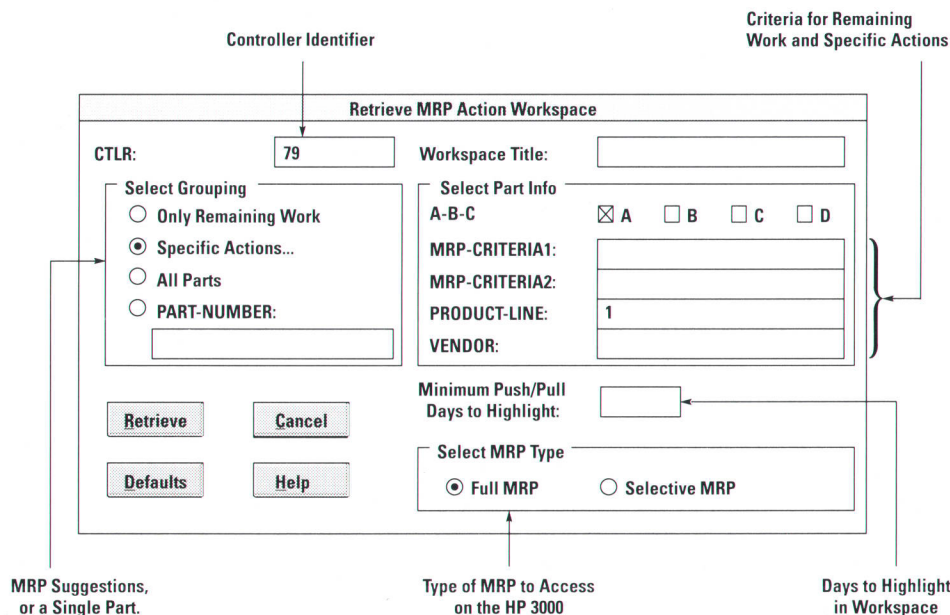 Criteria for Remaining
Work and Specific Actions
Controller Identifier
Retrieve MRP Action Workspace
CTLR:
79
Workspace Title:
Select Grouping
Only Remaining Work
Specific Actions...
All Parts
PART-NUMBER:
Select Part Info
A-B-C
A
B
C
D
MRP-CRITERIA1:
MRP-CRITERIA2:
PRODUCT-LINE:
1
VENDOR:
Minimum Push/Pull
Days to Highlight:
Retrieve
Cancel
Defaults
Help
Select MRP Type
Full MRP
Selective MRP
MRP Suggestions,
or a Single Part.
Type of MRP to Access
on the HP 3000
Days to Highlight
in Workspace